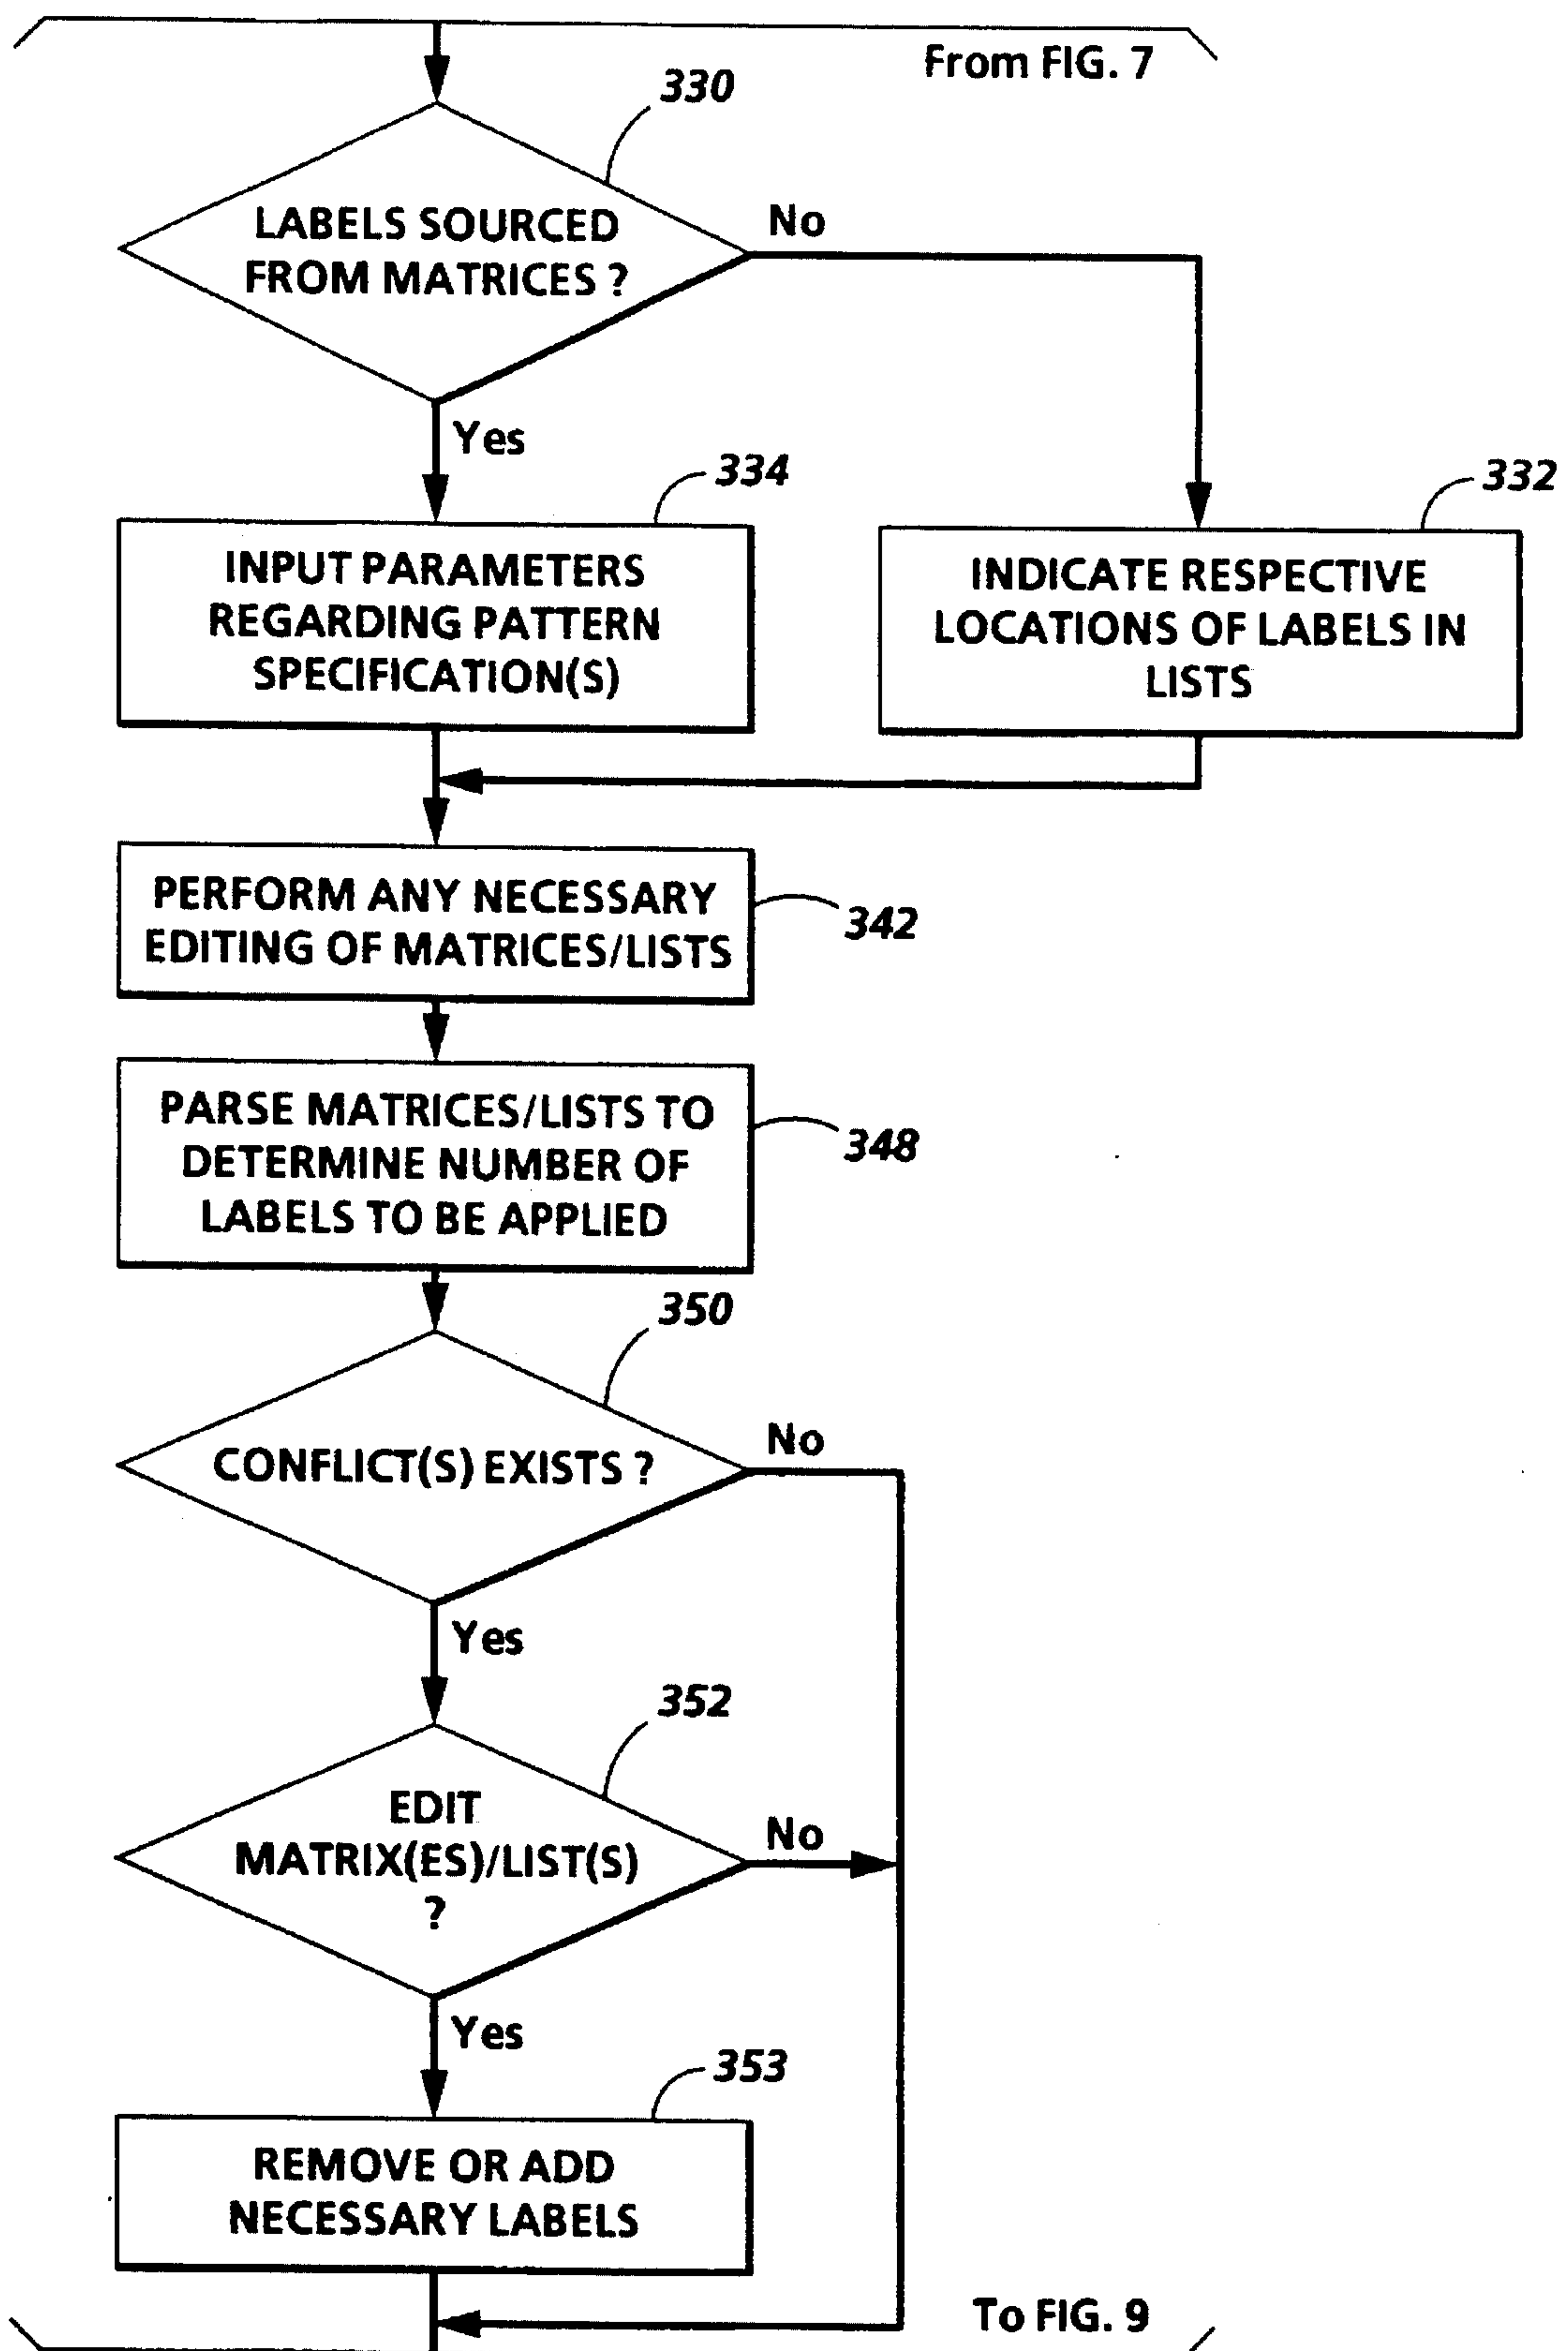 From FIG. 7
330
LABELS SOURCED
FROM MATRICES ?
No
Yes
334
332
INPUT PARAMETERS
REGARDING PATTERN
SPECIFICATION(S)
INDICATE RESPECTIVE
LOCATIONS OF LABELS IN
LISTS
PERFORM ANY NECESSARY
EDITING OF MATRICES/LISTS
342
PARSE MATRICES/LISTS TO
DETERMINE NUMBER OF
LABELS TO BE APPLIED
348
350
CONFLICT(S) EXISTS ?
No
Yes
352
EDIT
MATRIX(ES)/LIST(S)
?
No
Yes
353
REMOVE OR ADD
NECESSARY LABELS
To FIG. 9